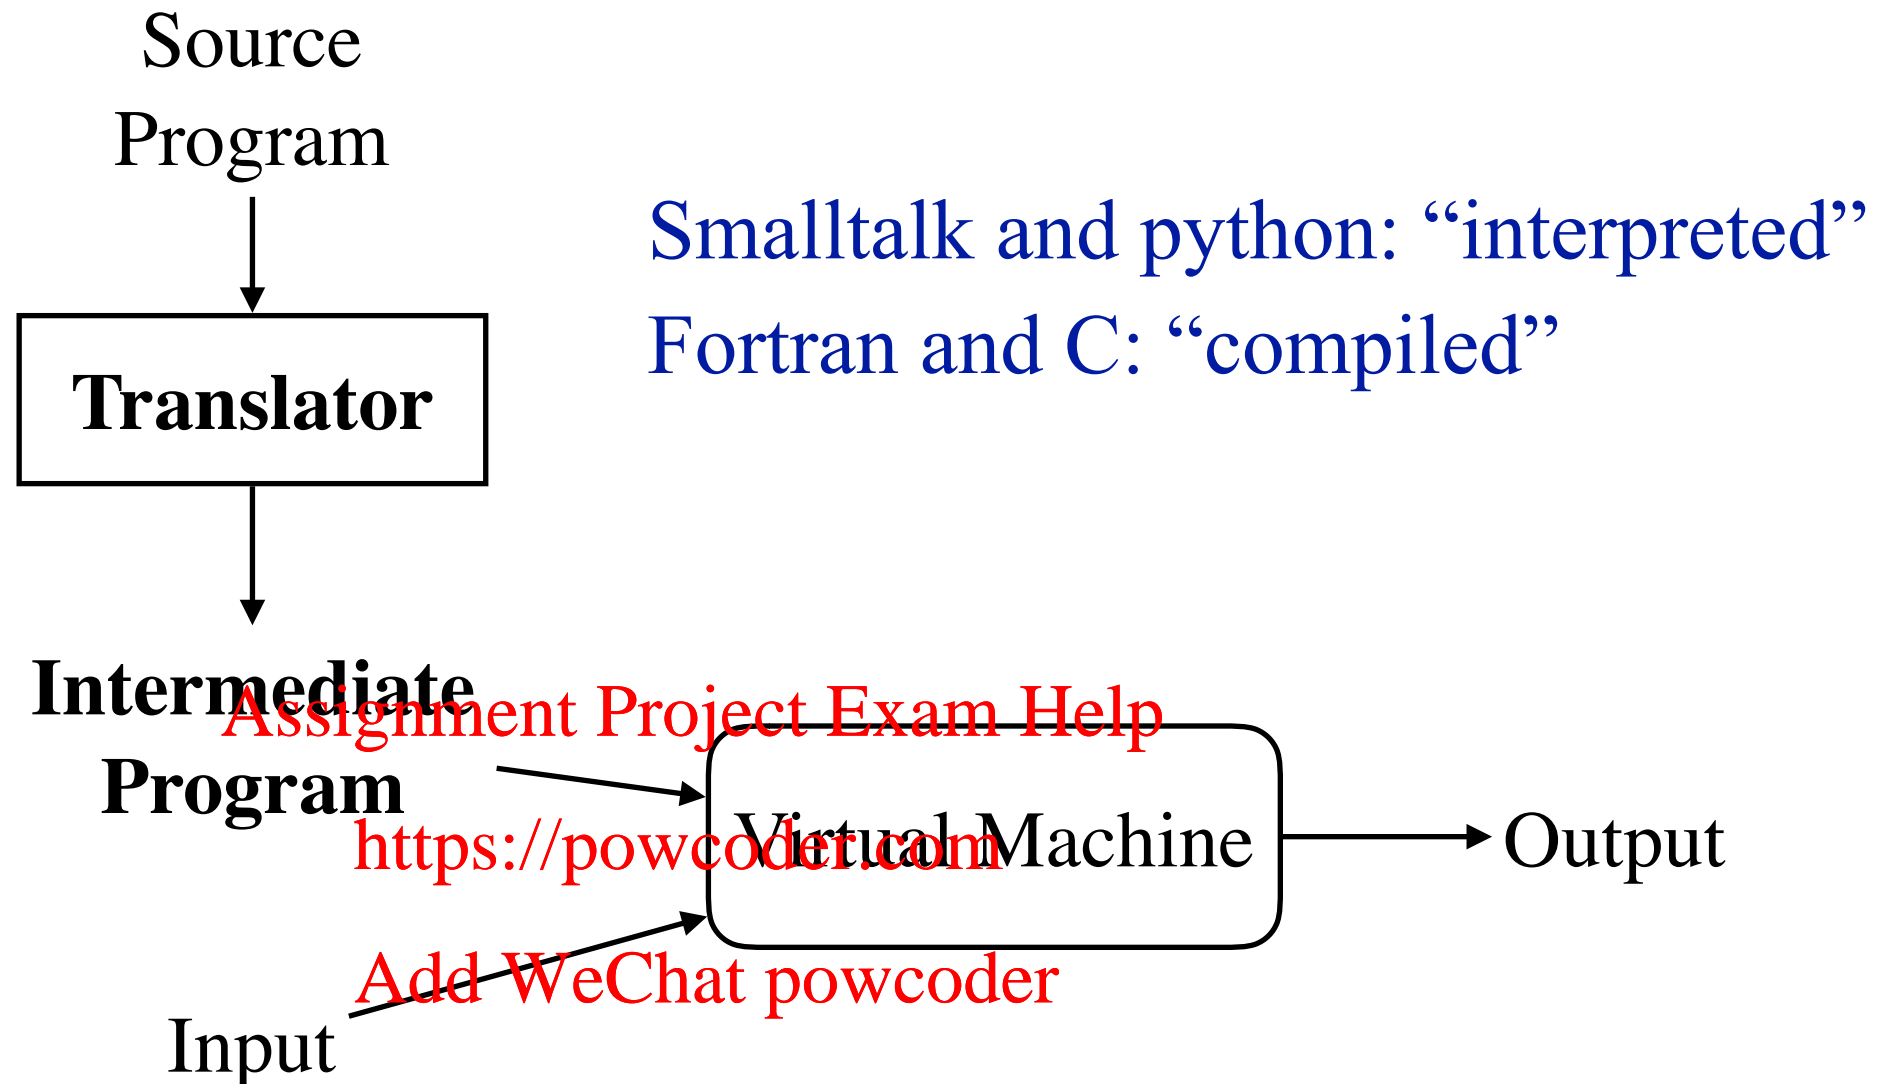 Source
Program
Smalltalk and python: “interpreted”
Fortran and C: “compiled”
Translator
Intermediate
Program
Assignment Project Exam Help
https://powcoder.com
Virtual Machine
Output
Add WeChat powcoder
Input